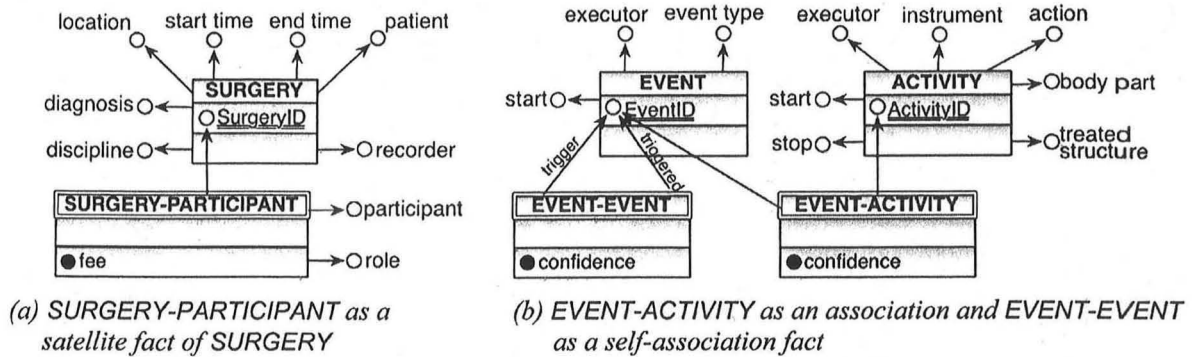 location
start time
end time
patient
SURGERY
diagnosis
SurgeryID
discipline
recorder
SURGERY-PARTICIPANT
participant
fee
role
(a) SURGERY-PARTICIPANT as a
satellite fact of SURGERY
executor
event type
EVENT
start
EventID
trigger
triggered
EVENT-EVENT
confidence
executor
instrument
action
ACTIVITY
body part
start
ActivityID
stop
treated
structure
EVENT-ACTIVITY
confidence
(b) EVENT-ACTIVITY as an association and EVENT-EVENT
as a self-association fact